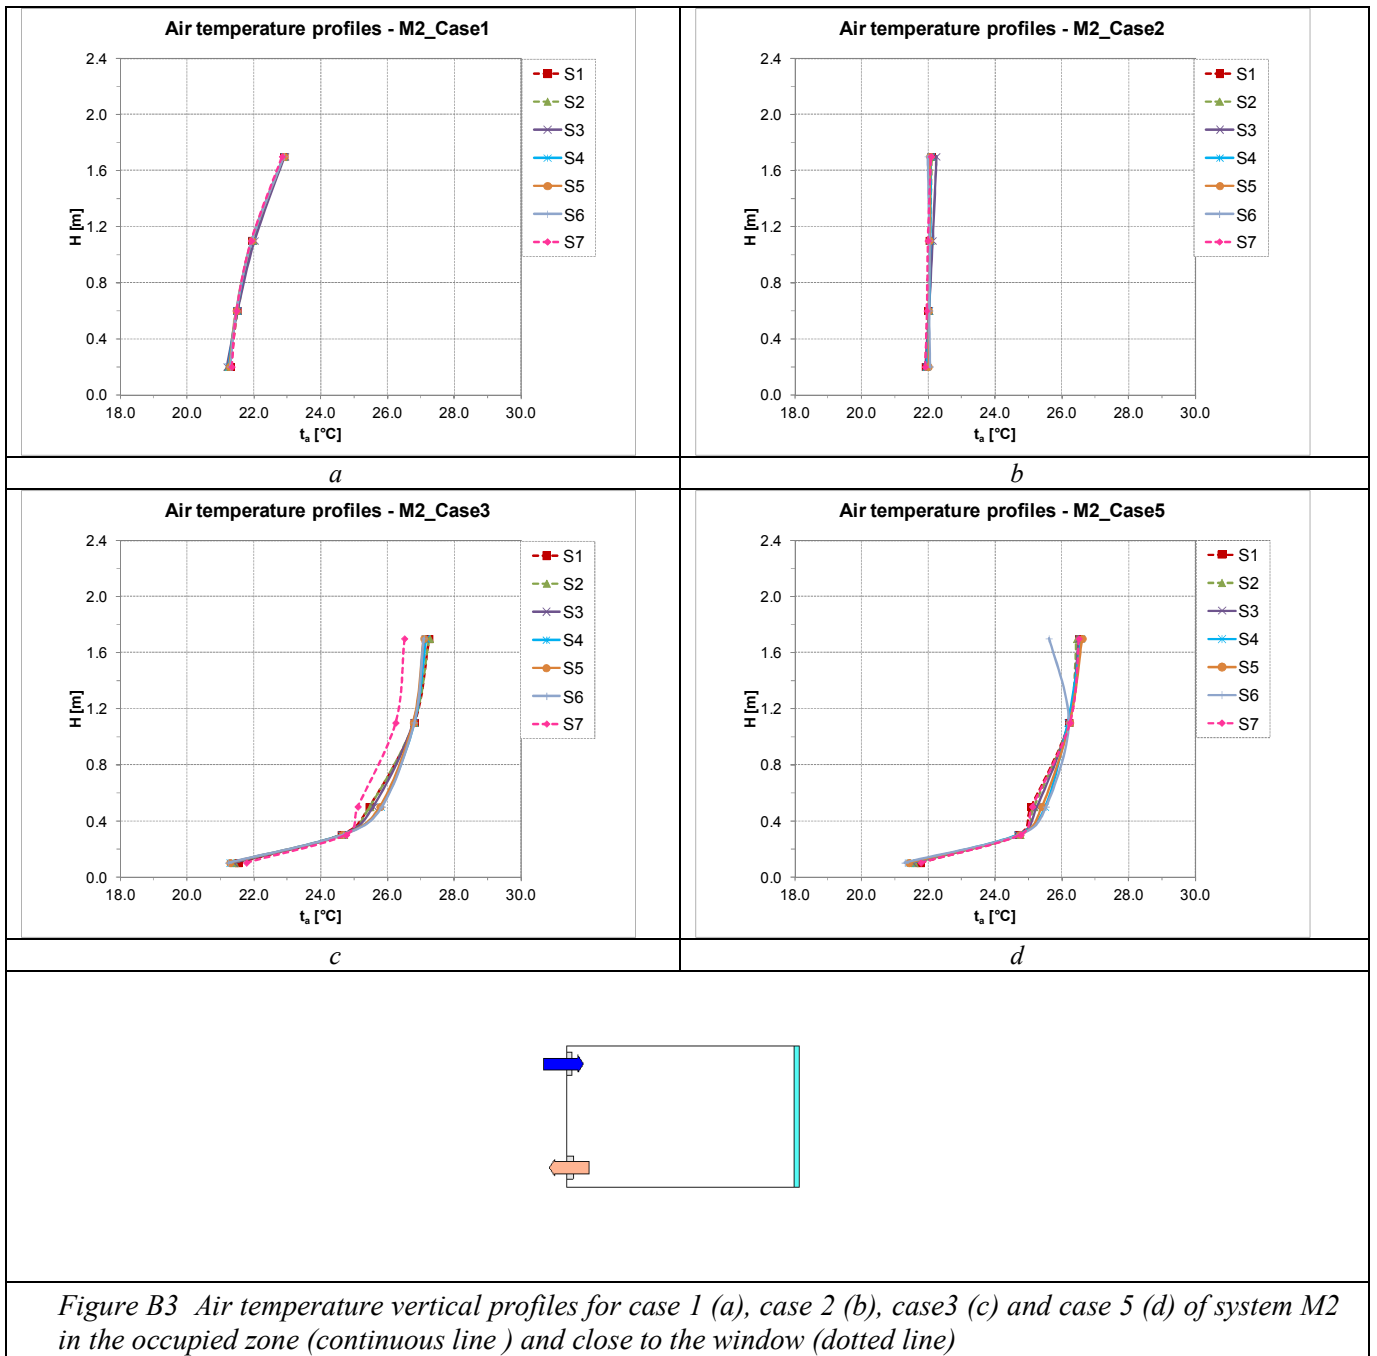 Air temperature profiles - M2_Case1
2.4
2.0
1.6
1.2
0.8
0.4
0.0
H [m]
18.0 20.0 22.0 24.0 26.0 28.0 30.0
ta [°C]
S1
S2
S3
S4
S5
S6
S7
a
Air temperature profiles - M2_Case2
2.4
2.0
1.6
1.2
0.8
0.4
0.0
H [m]
18.0 20.0 22.0 24.0 26.0 28.0 30.0
ta [°C]
S1
S2
S3
S4
S5
S6
S7
b
Air temperature profiles - M2_Case3
2.4
2.0
1.6
1.2
0.8
0.4
0.0
H [m]
18.0 20.0 22.0 24.0 26.0 28.0 30.0
ta [°C]
S1
S2
S3
S4
S5
S6
S7
c
Air temperature profiles - M2_Case5
2.4
2.0
1.6
1.2
0.8
0.4
0.0
H [m]
18.0 20.0 22.0 24.0 26.0 28.0 30.0
ta [°C]
S1
S2
S3
S4
S5
S6
S7
d
Figure B3 Air temperature vertical profiles for case 1 (a), case 2 (b), case3 (c) and case 5 (d) of system M2
in the occupied zone (continuous line ) and close to the window (dotted line)